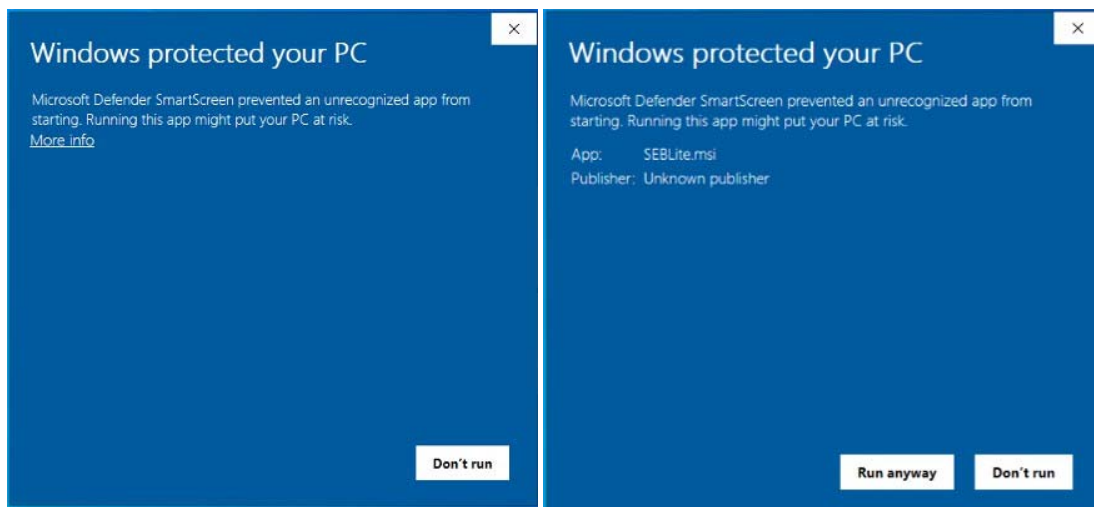 Windows protected your PC
Microsoft Defender SmartScreen prevented an unrecognized app from
starting. Running this app might put your PC at risk.
More info
Don't run
Windows protected your PC
Microsoft Defender SmartScreen prevented an unrecognized app from
starting. Running this app might put your PC at risk.
App: SEBLite.msi
Publisher: Unknown publisher
Run anyway Don't run